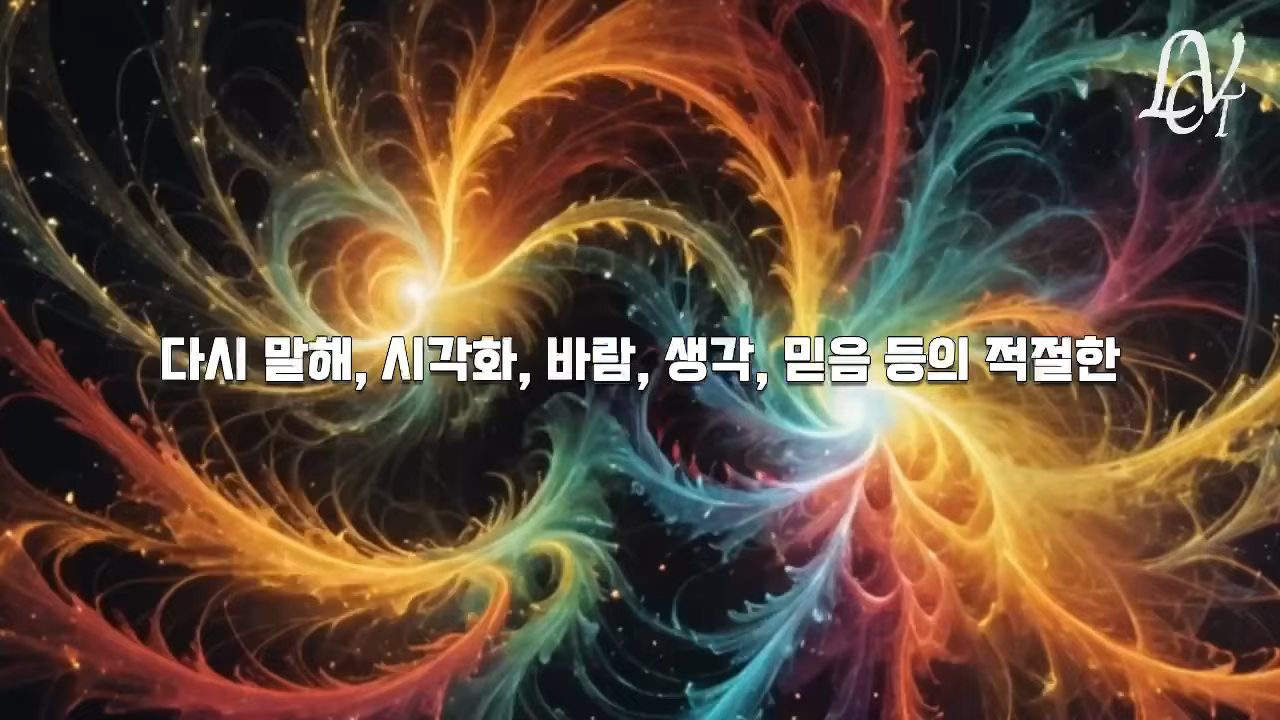 다시 말해, 시각화, 바람, 생각, 믿음 등의 적절한